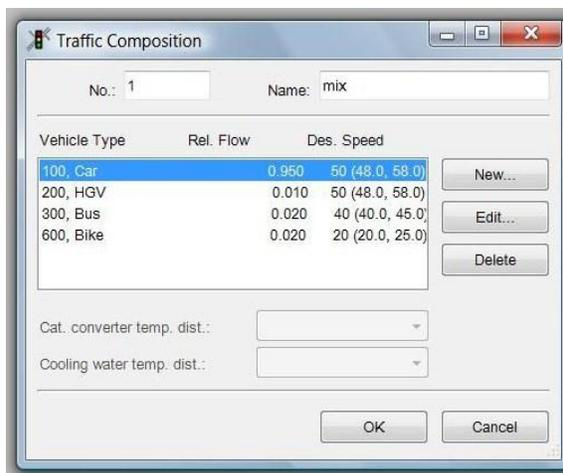 Traffic Composition
No.: 1 Name: mix
Vehicle Type Rel. Flow Des. Speed
100, Car 0.950 50 (48.0, 58.0)
200, HGV 0.010 50 (48.0, 58.0)
300, Bus 0.020 40 (40.0, 45.0)
600, Bike 0.020 20 (20.0, 25.0)
New...
Edit...
Delete
Cat. converter temp. dist.:
Cooling water temp. dist.:
OK Cancel